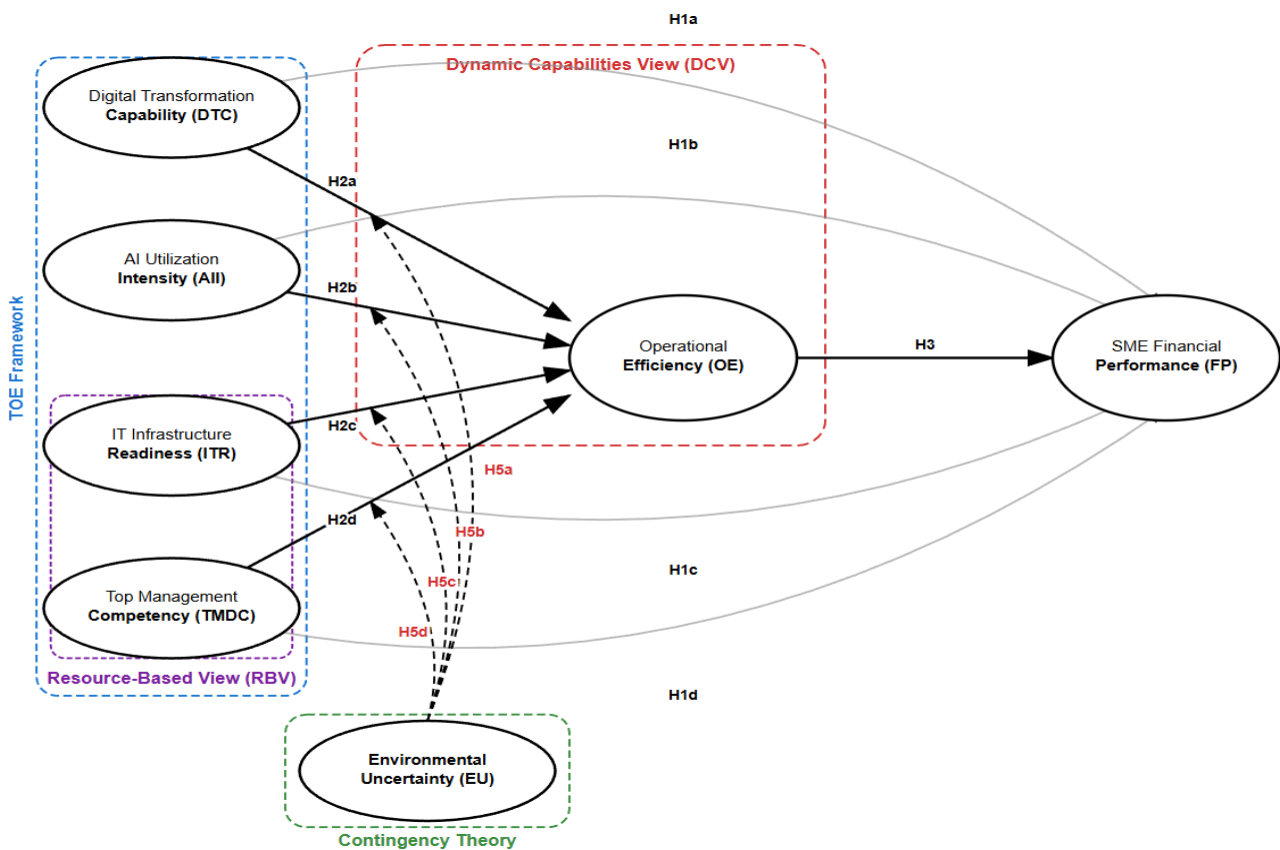 H1a
Dynamic Capabilities View (DCV)
Digital Transformation
Capability (DTC)
H1b
H2a
AI Utilization
Intensity (AII)
H2b
TOE Framework
Operational
Efficiency (OE)
H3
SME Financial
Performance (FP)
IT Infrastructure
Readiness (ITR)
H2c
H5a
H2d
H5b
H5c
H1c
Top Management
Competency (TMDC)
H5d
Resource-Based View (RBV)
H1d
Environmental
Uncertainty (EU)
Contingency Theory